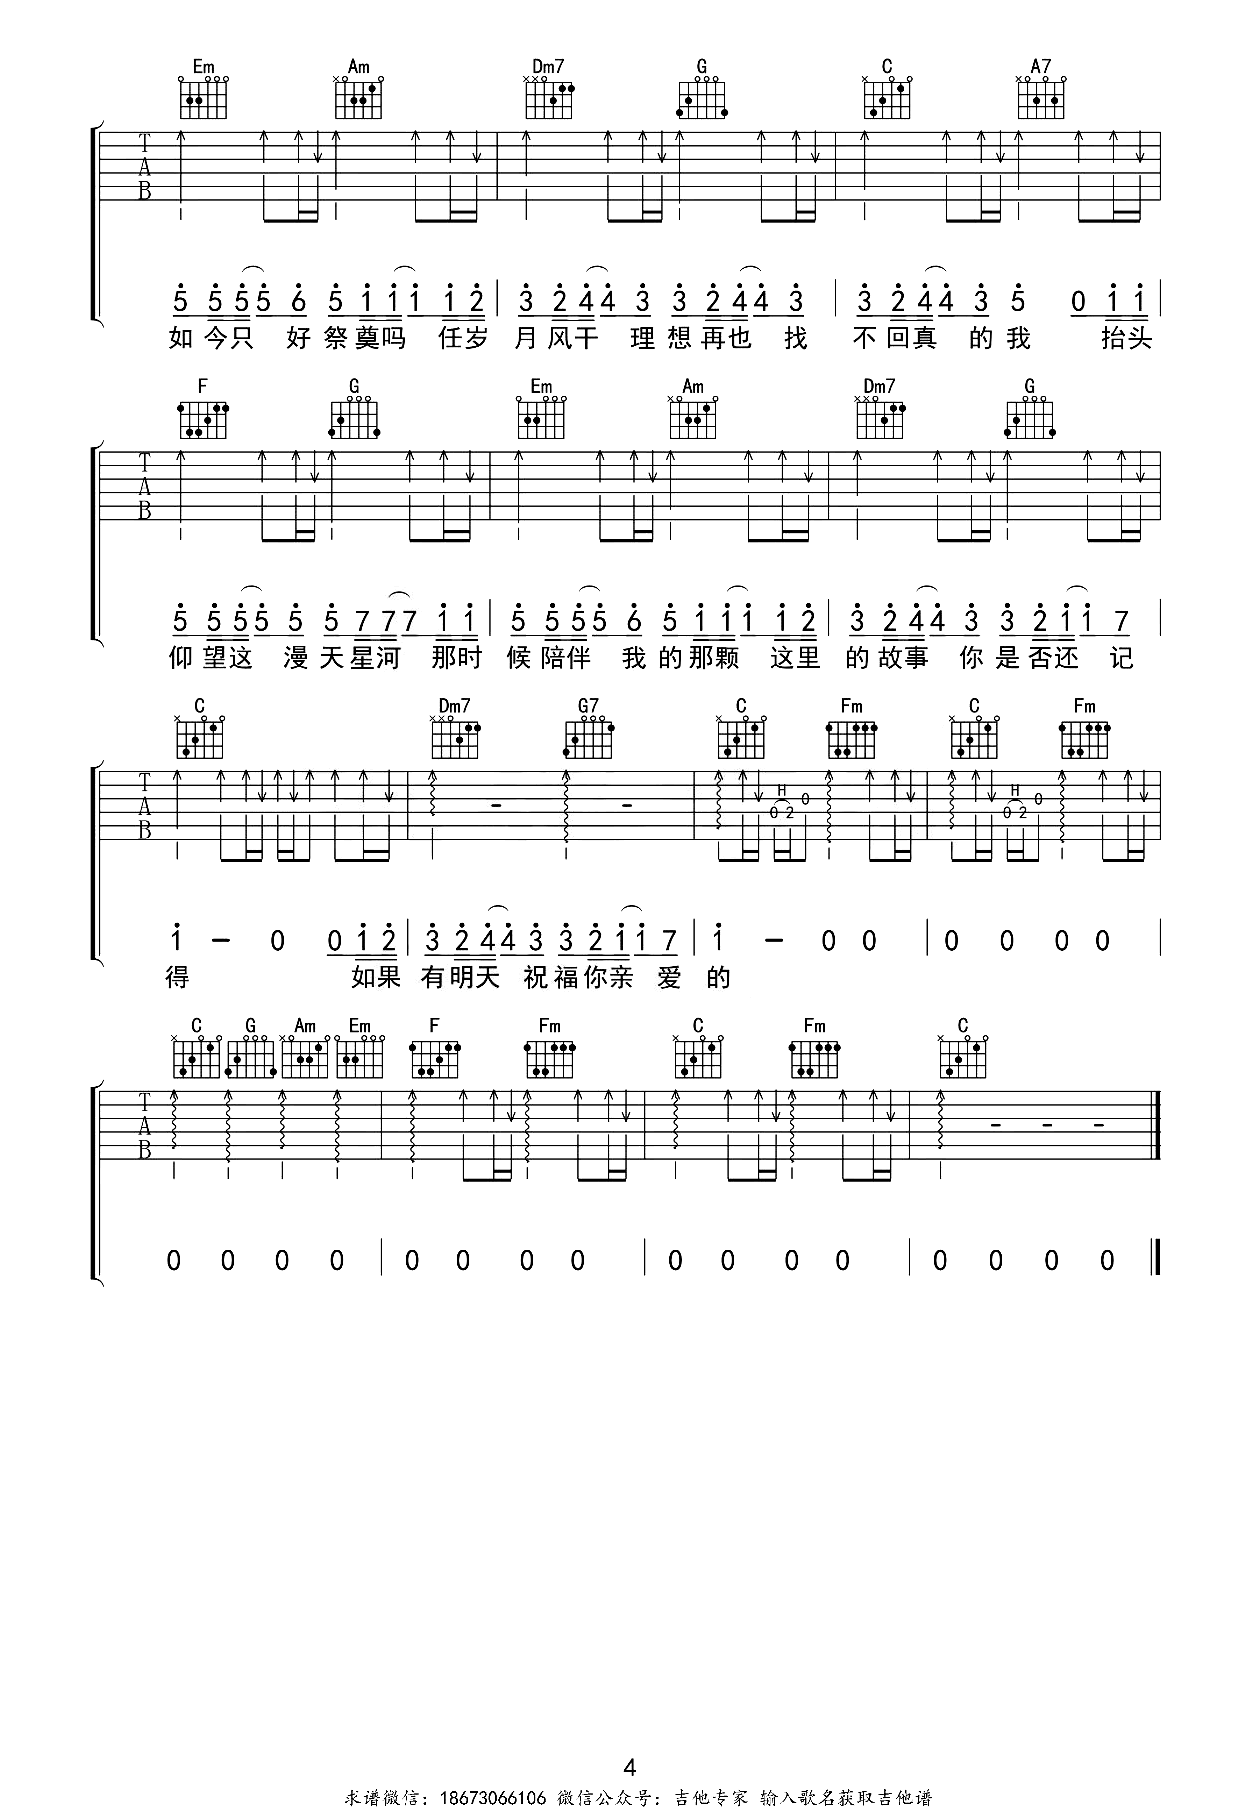 Em Am Dm7 G C A7
T
A
B
5 5 5 5 6 5 1 1 1 1 2 | 3 2 4 4 3 3 2 4 4 3 | 3 2 4 4 3 5 0 1 1 |
如 今只 好 祭 奠吗 任岁 月 风干 理 想 再也 找 不 回真 的 我 抬头
F G Em Am Dm7 G
T
A
B
5 5 5 5 5 5 7 7 7 1 1 | 5 5 5 5 6 5 1 1 1 1 2 | 3 2 4 4 3 3 2 1 1 7 |
仰 望这 漫 天 星河 那时 候 陪伴 我 的 那颗 这里 的 故事 你 是 否还 记
C Dm7 G7 C Fm C Fm
T
A
B
- - H 0 2 0 H 0 2 0
1 - 0 0 1 2 | 3 2 4 4 3 3 2 1 1 7 | 1 - 0 0 | 0 0 0 0 |
得 如果 有 明天 祝 福 你亲 爱 的
C G Am Em F Fm C Fm C
T
A
B
- - -
0 0 0 0 | 0 0 0 0 | 0 0 0 0 | 0 0 0 0
4
求谱微信：18673066106 微信公众号：吉他专家 输入歌名获取吉他谱